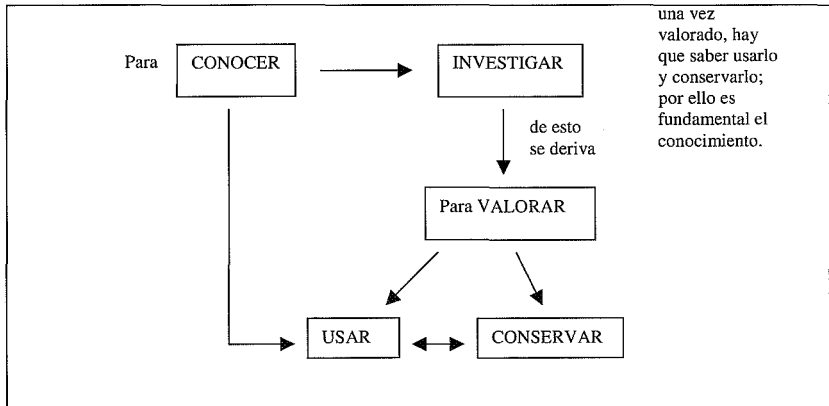 una vez
valorado, hay
que saber usarlo
y conservarlo;
por ello es
fundamental el
conocimiento.
Para CONOCER
INVESTIGAR
de esto
se deriva
Para VALORAR
USAR
CONSERVAR